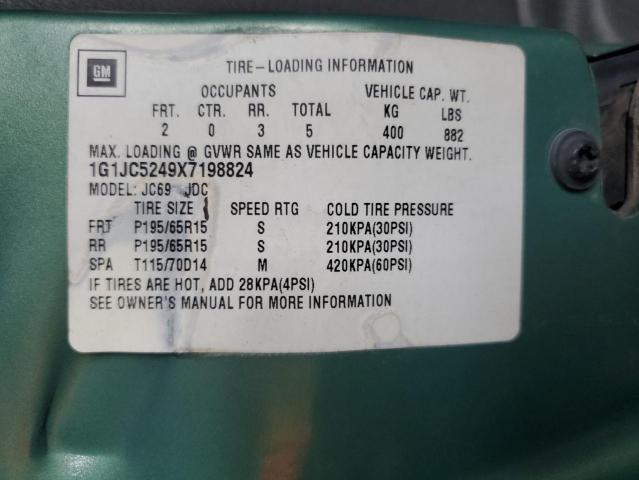 GM
TIRE-LOADING INFORMATION
OCCUPANTS VEHICLE CAP. WT.
FRT. CTR. RR. TOTAL KG LBS
2 0 3 5 400 882
MAX. LOADING @ GVWR SAME AS VEHICLE CAPACITY WEIGHT.
1G1JC5249X7198824
MODEL: JC69 JDC
TIRE SIZE SPEED RTG COLD TIRE PRESSURE
FRT P195/65R15 S 210KPA(30PSI)
RR P195/65R15 S 210KPA(30PSI)
SPA T115/70D14 M 420KPA(60PSI)
IF TIRES ARE HOT, ADD 28KPA(4PSI)
SEE OWNER'S MANUAL FOR MORE INFORMATION